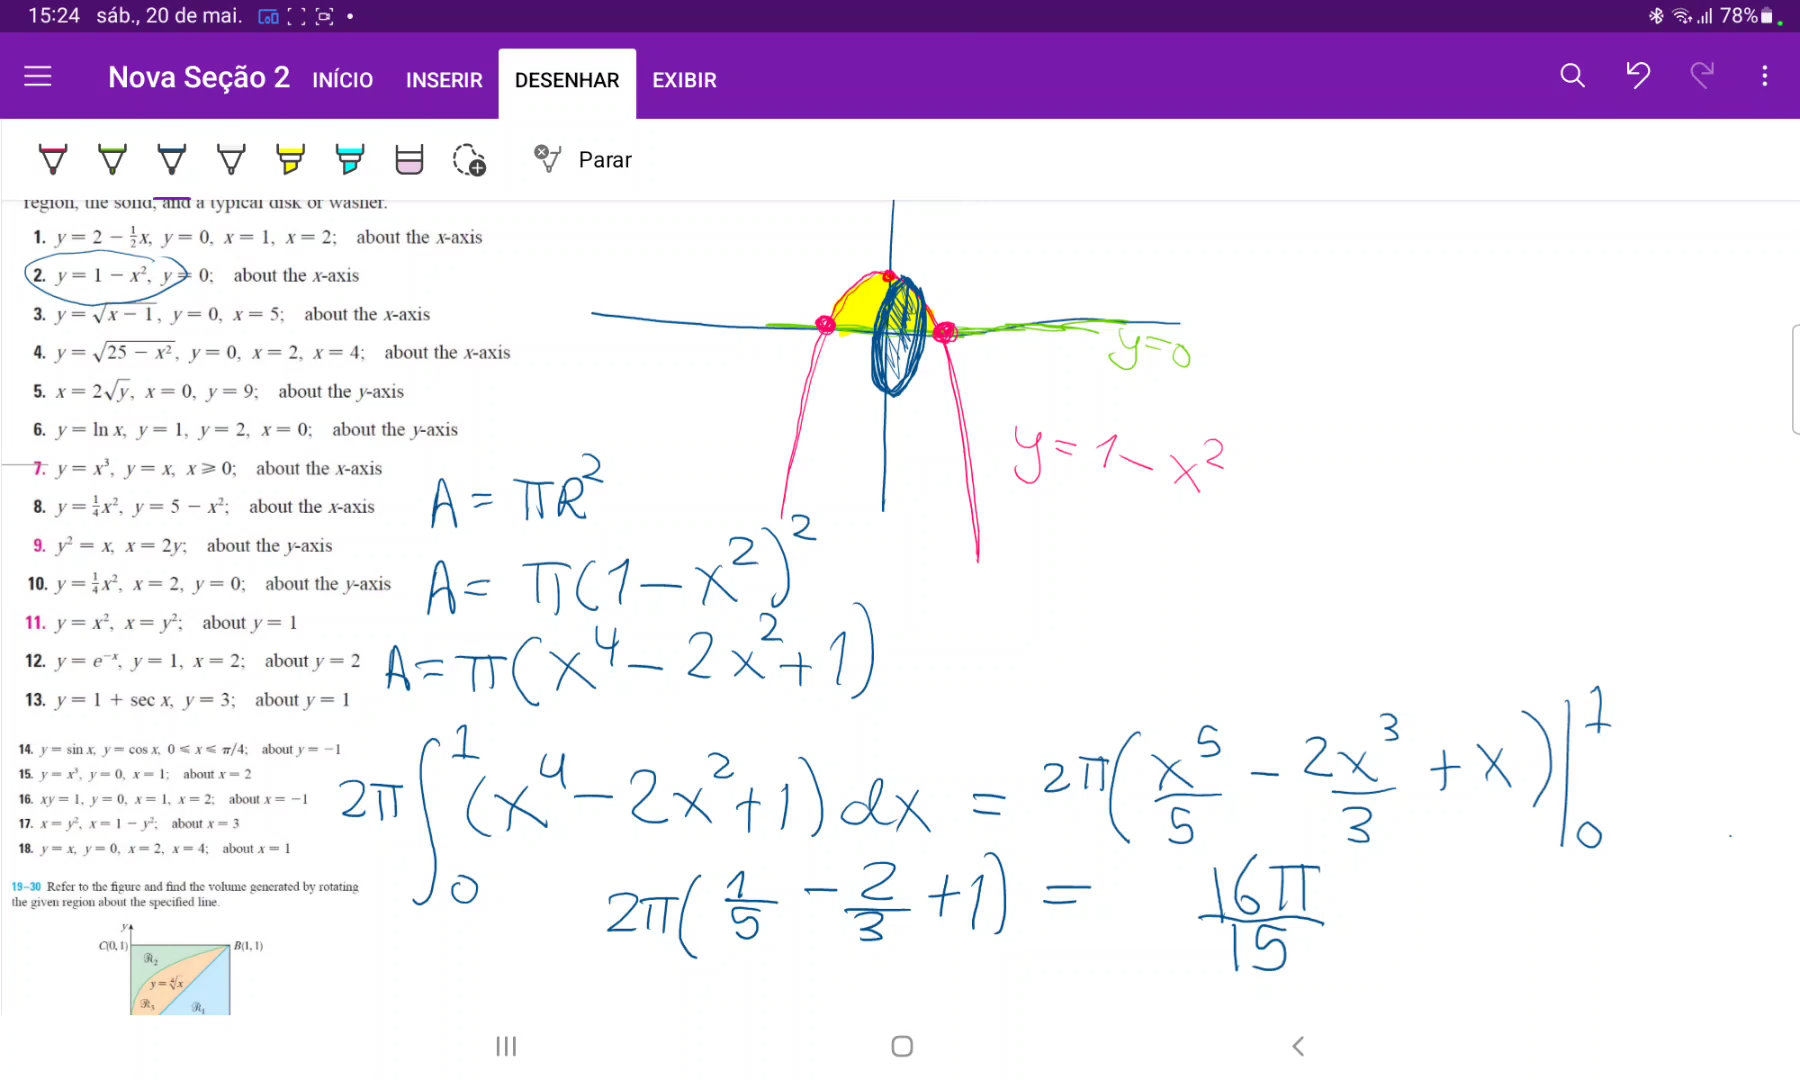 15:24 sáb., 20 de mai. 78%
Nova Seção 2 INÍCIO INSERIR DESENHAR EXIBIR
Parar
region, the solid, and a typical disk or washer.
1. y = 2 − ½x, y = 0, x = 1, x = 2; about the x-axis
2. y = 1 − x², y = 0; about the x-axis
3. y = √(x − 1), y = 0, x = 5; about the x-axis
4. y = √(25 − x²), y = 0, x = 2, x = 4; about the x-axis
5. x = 2√y, x = 0, y = 9; about the y-axis
6. y = ln x, y = 1, y = 2, x = 0; about the y-axis
7. y = x³, y = x, x ⩾ 0; about the x-axis
8. y = ¼x², y = 5 − x²; about the x-axis
9. y² = x, x = 2y; about the y-axis
10. y = ¼x², x = 2, y = 0; about the y-axis
11. y = x², x = y²; about y = 1
12. y = e⁻ˣ, y = 1, x = 2; about y = 2
13. y = 1 + sec x, y = 3; about y = 1
14. y = sin x, y = cos x, 0 ⩽ x ⩽ π/4; about y = −1
15. y = x³, y = 0, x = 1; about x = 2
16. xy = 1, y = 0, x = 1, x = 2; about x = −1
17. x = y², x = 1 − y²; about x = 3
18. y = x, y = 0, x = 2, x = 4; about x = 1
19–30 Refer to the figure and find the volume generated by rotating
the given region about the specified line.
y
C(0, 1) B(1, 1)
ℛ₂
y = ∜x
ℛ₃ ℛ₁
y=0
y = 1 − x²
A = πR²
A = π(1 − x²)²
A = π(x⁴ − 2x² + 1)
2π ∫₀¹ (x⁴ − 2x² + 1) dx = 2π(x⁵/5 − 2x³/3 + x)|₀¹
2π(1/5 − 2/3 + 1) = 16π/15